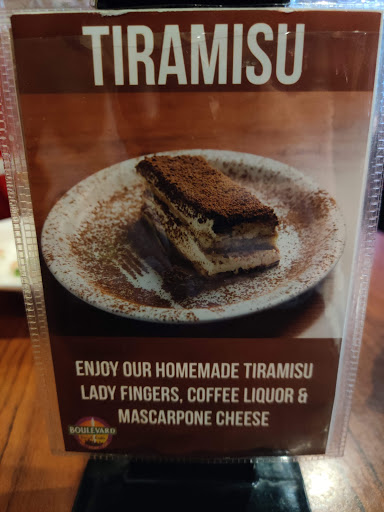 TIRAMISU
ENJOY OUR HOMEMADE TIRAMISU
LADY FINGERS, COFFEE LIQUOR &
MASCARPONE CHEESE
BOULEVARD